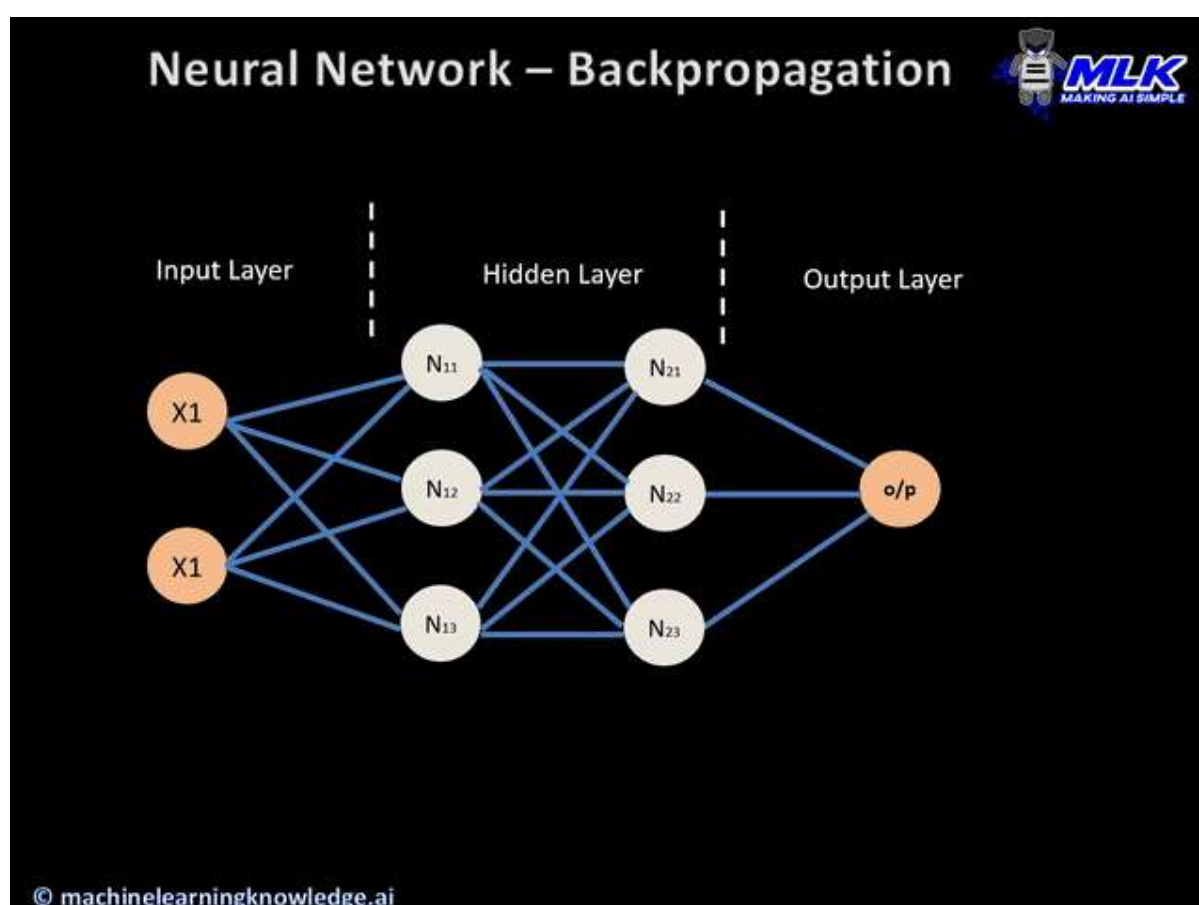 Neural Network – Backpropagation
MLK
MAKING AI SIMPLE
Input Layer
Hidden Layer
Output Layer
N₁₁
N₂₁
X1
N₁₂
N₂₂
o/p
X1
N₁₃
N₂₃
© machinelearningknowledge.ai